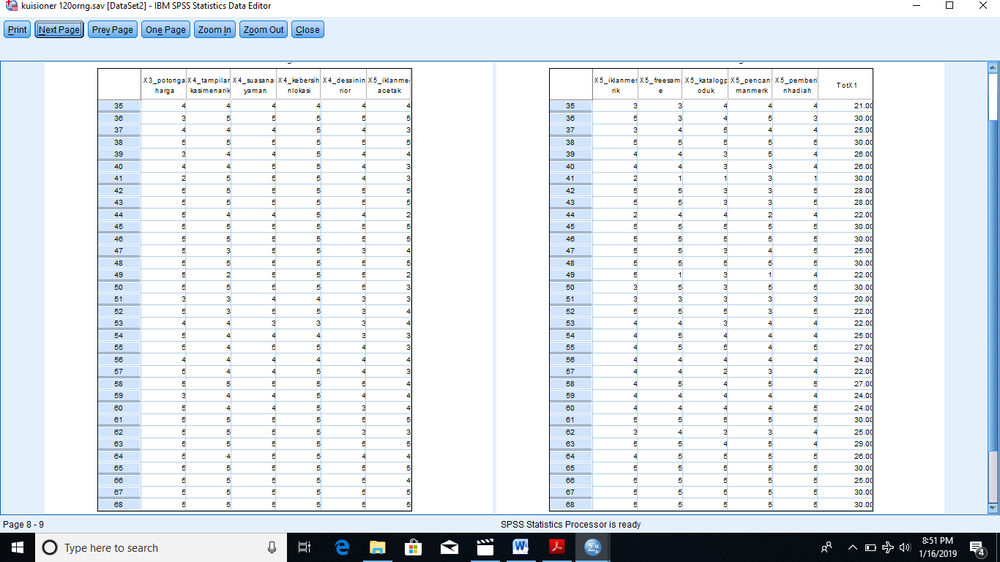 kuisioner 120orng.sav [DataSet2] - IBM SPSS Statistics Data Editor
Print Next Page Prev Page One Page Zoom In Zoom Out Close
X3_potonga X4_tampilan X4_suasanan X4_kebersih X4_desainin X5_iklanmed
harga kasimenarik yaman nlokasi rior acetak
35 4 4 4 4 4 4
36 3 5 5 5 5 5
37 4 4 4 5 4 3
38 5 5 5 5 5 5
39 3 4 4 5 4 4
40 4 4 5 5 4 3
41 2 5 5 5 4 3
42 5 5 5 5 5 5
43 5 5 5 5 5 5
44 5 4 4 5 4 2
45 5 5 5 5 5 5
46 5 5 5 5 5 5
47 5 3 5 5 3 4
48 5 5 5 5 5 5
49 5 2 5 5 5 2
50 5 5 5 5 5 3
51 3 3 4 4 3 3
52 5 3 5 5 3 4
53 4 4 3 3 3 4
54 5 4 4 4 3 3
55 5 4 5 5 4 3
56 4 4 4 4 4 4
57 5 4 4 5 4 3
58 5 5 5 5 5 4
59 3 4 4 5 4 4
60 5 4 4 5 3 4
61 5 5 5 5 5 5
62 5 5 5 5 3 3
63 5 5 5 5 5 5
64 5 4 5 5 4 4
65 5 5 5 5 5 5
66 5 5 5 5 5 4
67 5 5 5 5 5 5
68 5 5 5 5 5 5
X5_iklanmer X5_freesam X5_katalogp X5_pencan X5_pemberi TotX1
rik e oduk manmerk nhadiah
35 3 3 4 4 4 21.00
36 5 3 4 5 3 30.00
37 3 4 5 4 4 25.00
38 5 5 5 5 5 30.00
39 4 4 3 5 4 26.00
40 4 4 3 3 4 26.00
41 2 1 1 3 1 30.00
42 5 5 3 3 5 28.00
43 5 5 3 3 5 28.00
44 2 4 4 2 4 22.00
45 5 5 5 5 5 30.00
46 5 5 5 5 5 30.00
47 5 5 3 4 5 25.00
48 5 5 5 5 5 30.00
49 5 1 3 1 4 22.00
50 3 5 3 5 5 30.00
51 3 3 3 3 3 20.00
52 5 5 5 3 5 22.00
53 4 4 3 4 4 22.00
54 4 5 4 4 4 25.00
55 4 5 5 4 5 27.00
56 4 4 4 4 4 24.00
57 4 4 2 3 4 22.00
58 4 5 4 5 5 27.00
59 4 4 4 4 4 24.00
60 4 4 4 4 5 24.00
61 5 5 5 5 5 30.00
62 3 4 3 3 4 25.00
63 5 5 4 5 4 29.00
64 4 5 5 5 5 26.00
65 5 5 5 5 5 30.00
66 5 5 5 5 5 25.00
67 5 5 5 5 5 30.00
68 5 5 5 5 5 30.00
Page 8 - 9 SPSS Statistics Processor is ready
Type here to search
8:51 PM
1/16/2019
4